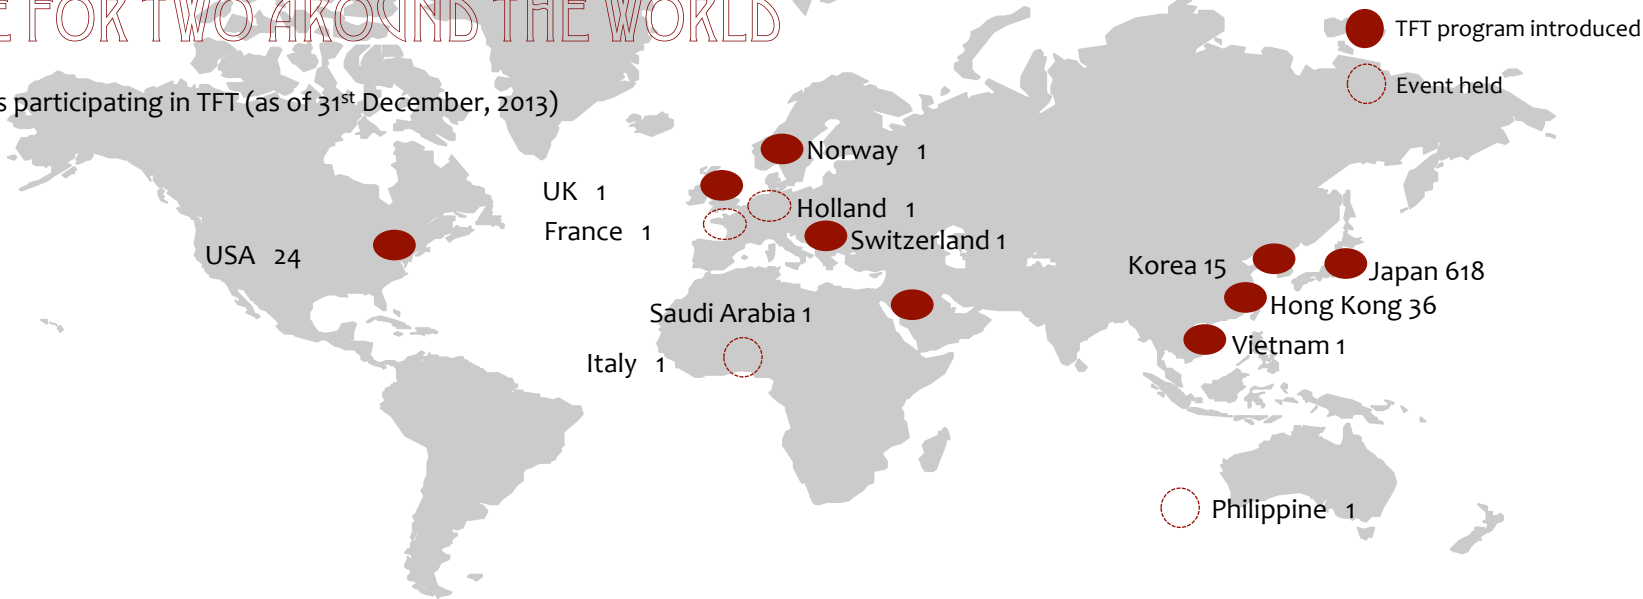 E FOR TWO AROUND THE WORLD
TFT program introduced
Event held
s participating in TFT (as of 31st December, 2013)
Norway 1
UK 1
Holland 1
France 1
Switzerland 1
USA 24
Korea 15
Japan 618
Hong Kong 36
Saudi Arabia 1
Vietnam 1
Italy 1
Philippine 1